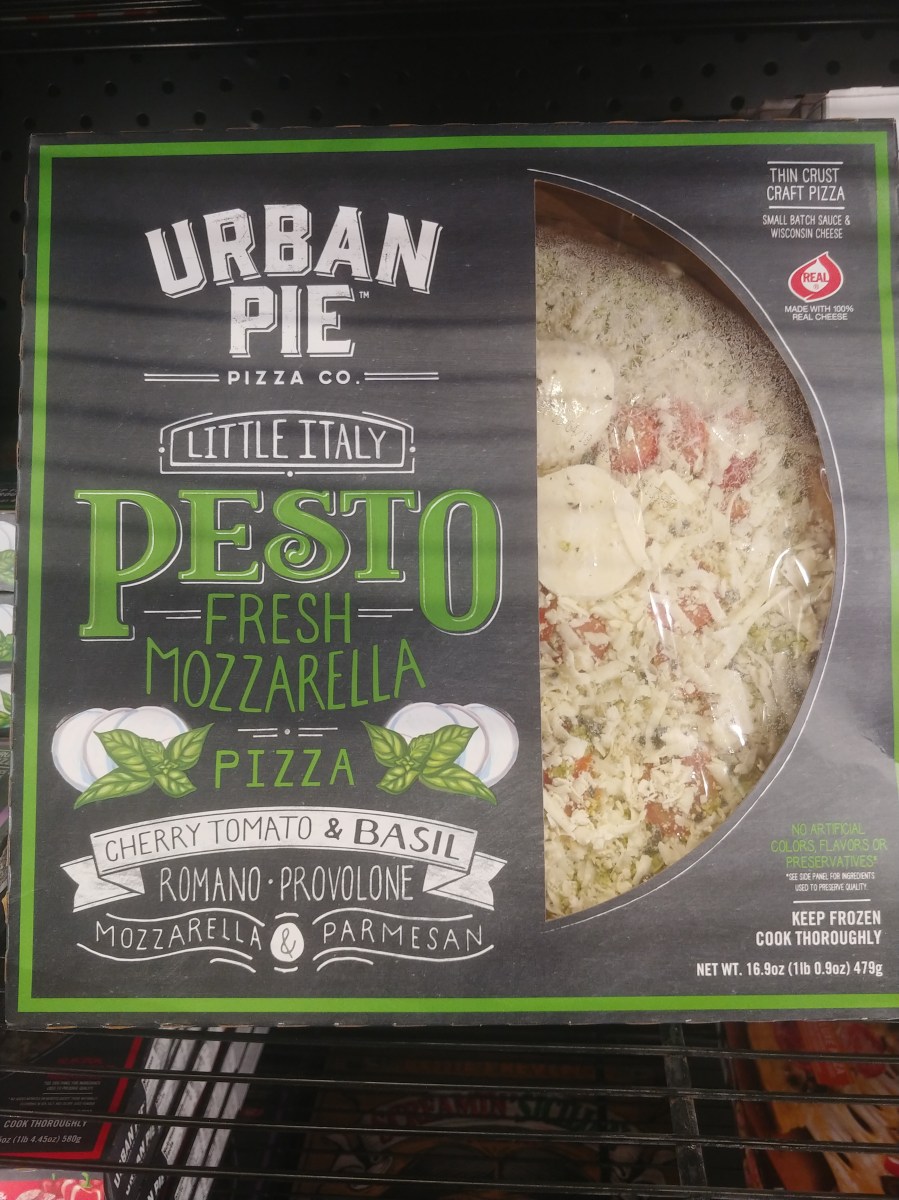 URBAN
PIE™
PIZZA CO.
LITTLE ITALY
PESTO
FRESH
MOZZARELLA
PIZZA
CHERRY TOMATO & BASIL
ROMANO · PROVOLONE
MOZZARELLA & PARMESAN
THIN CRUST
CRAFT PIZZA
SMALL BATCH SAUCE &
WISCONSIN CHEESE
REAL
®
MADE WITH 100%
REAL CHEESE
NO ARTIFICIAL
COLORS, FLAVORS OR
PRESERVATIVES*
*SEE SIDE PANEL FOR INGREDIENTS
USED TO PRESERVE QUALITY
KEEP FROZEN
COOK THOROUGHLY
NET WT. 16.9oz (1lb 0.9oz) 479g
COOK THOROUGHLY
oz (1lb 4.45oz) 580g
URBAN